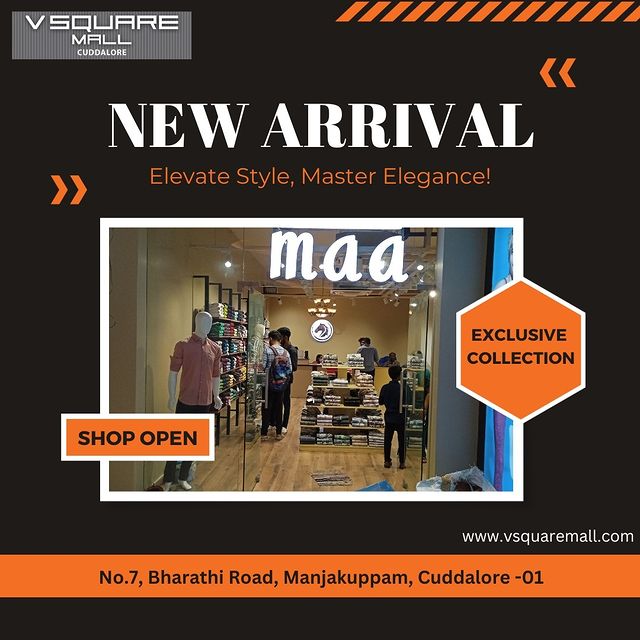 V SQUARE
MALL
CUDDALORE
NEW ARRIVAL
Elevate Style, Master Elegance!
maa
EXCLUSIVE
COLLECTION
SHOP OPEN
www.vsquaremall.com
No.7, Bharathi Road, Manjakuppam, Cuddalore -01